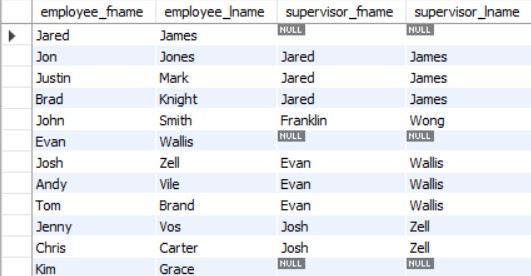 employee_fname employee_lname supervisor_fname supervisor_lname
Jared James NULL NULL
Jon Jones Jared James
Justin Mark Jared James
Brad Knight Jared James
John Smith Franklin Wong
Evan Wallis NULL NULL
Josh Zell Evan Wallis
Andy Vile Evan Wallis
Tom Brand Evan Wallis
Jenny Vos Josh Zell
Chris Carter Josh Zell
Kim Grace NULL NULL